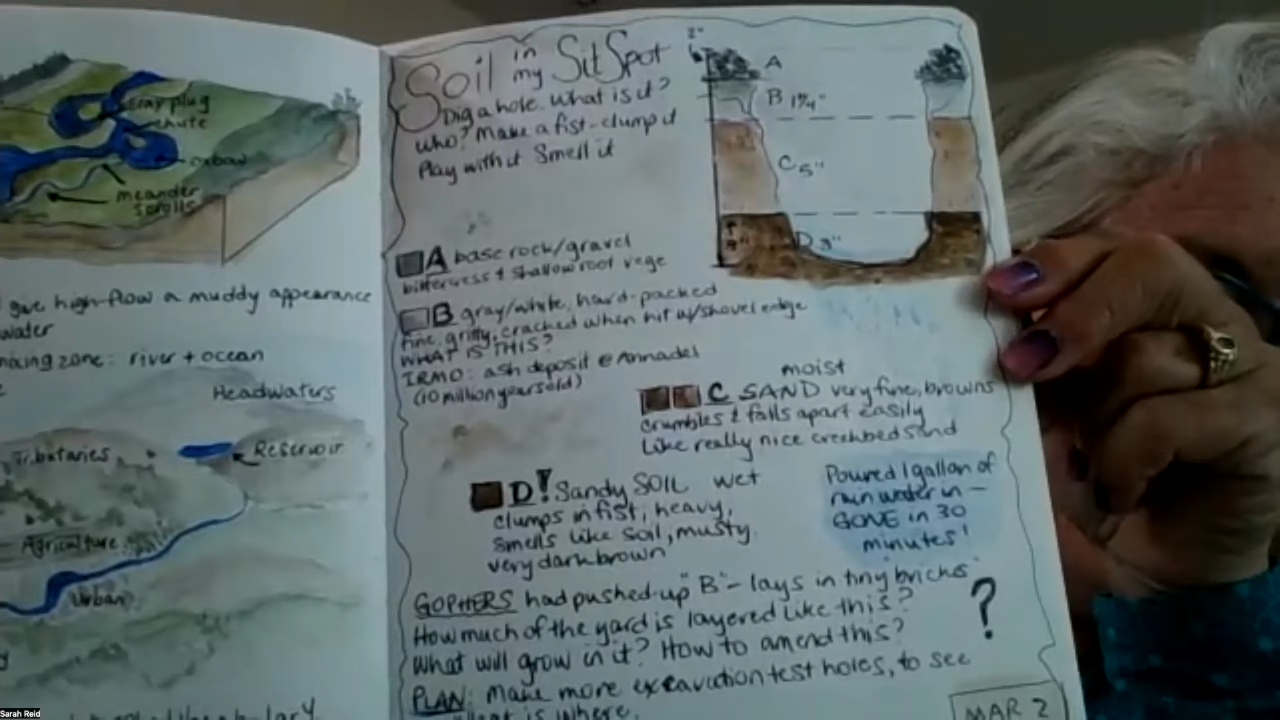 clay plug
chute
oxbow
meander
scrolls
give high-flow a muddy appearance
water
mixing zone: river + ocean
Headwaters
Tributaries
Reservoir
Agriculture
Urban
Soil in my Sit Spot
Dig a hole. What is it?
who? Make a fist - clump it
Play with it Smell it
2"
A
B 1¾"
C 5"
D 3"
A base rock/gravel
bittercress & shallow root vege
B gray/white, hard-packed
fine, gritty, cracked when hit w/shovel edge
WHAT IS THIS?
IRMO: ash deposit @ Annadel
(10 million years old)
moist
C SAND very fine, browns
crumbles & falls apart easily
Like really nice creekbed sand
D! Sandy SOIL wet
clumps in fist, heavy,
smells like soil, musty
very dark brown
Poured 1 gallon of
rain water in —
GONE in 30
minutes!
GOPHERS had pushed up "B" - lays in tiny bricks
How much of the yard is layered like this?
What will grow in it? How to amend this?
?
PLAN: make more excavation test holes, to see
what is where.
MAR 2
Sarah Reid